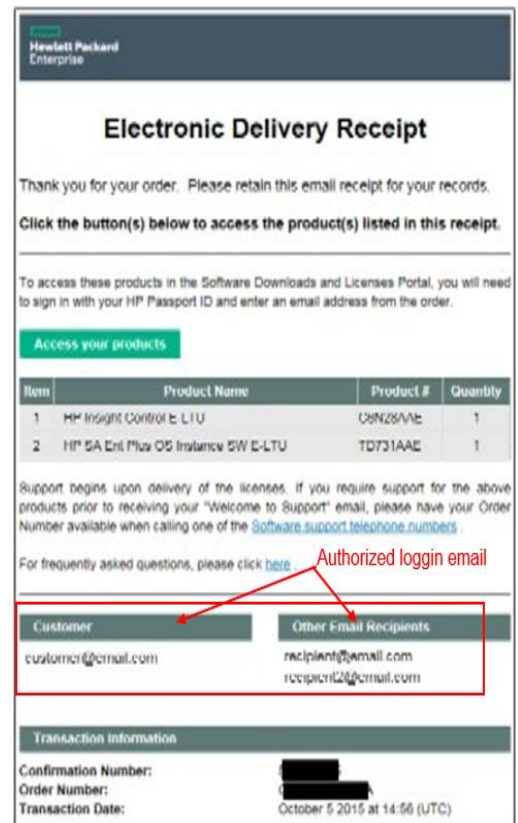 Hewlett Packard
Enterprise
Electronic Delivery Receipt
Thank you for your order. Please retain this email receipt for your records.
Click the button(s) below to access the product(s) listed in this receipt.
To access these products in the Software Downloads and Licenses Portal, you will need
to sign in with your HP Passport ID and enter an email address from the order.
Access your products
Item Product Name Product # Quantity
1 HP Insight Control E-LTU C6N28AAE 1
2 HP SA Ent Plus OS Instance SW E-LTU TD731AAE 1
Support begins upon delivery of the licenses. If you require support for the above
products prior to receiving your "Welcome to Support" email, please have your Order
Number available when calling one of the Software support telephone numbers .
For frequently asked questions, please click here .
Authorized loggin email
Customer Other Email Recipients
customer@email.com recipient@email.com
recipient2@email.com
Transaction Information
Confirmation Number:
Order Number:
Transaction Date: October 5 2015 at 14:56 (UTC)